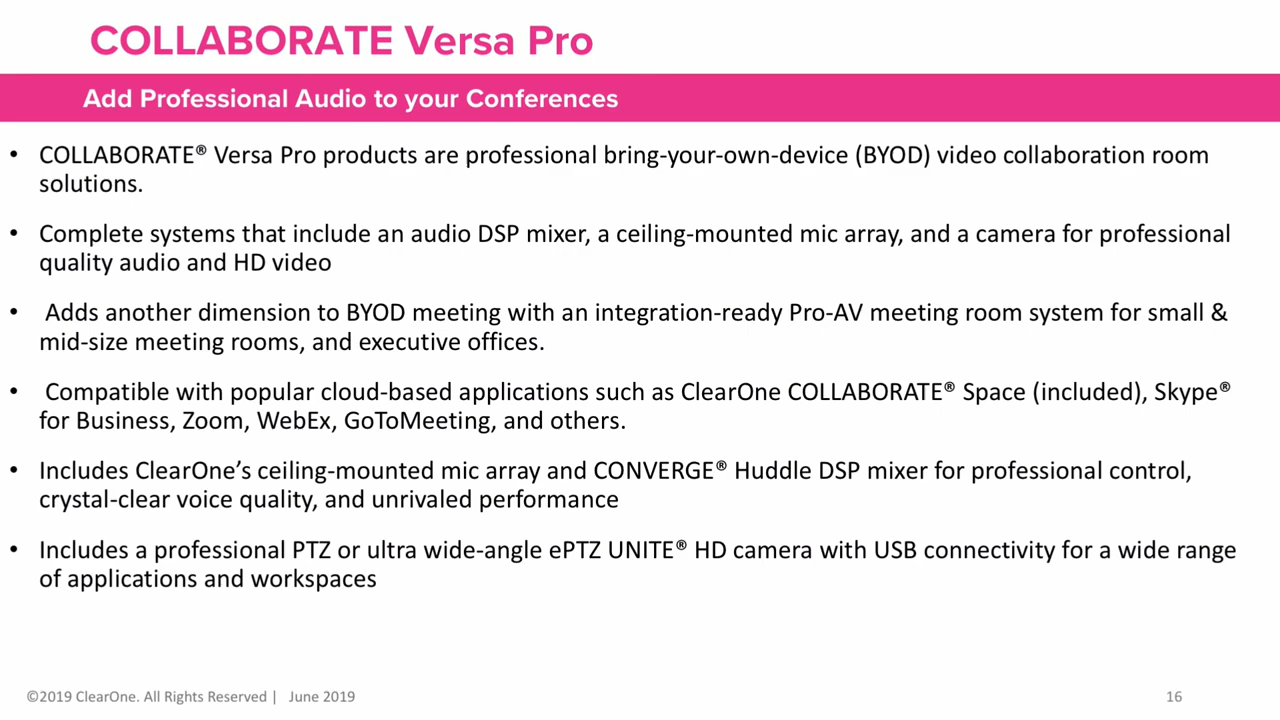 COLLABORATE Versa Pro
Add Professional Audio to your Conferences
• COLLABORATE® Versa Pro products are professional bring-your-own-device (BYOD) video collaboration room
solutions.
• Complete systems that include an audio DSP mixer, a ceiling-mounted mic array, and a camera for professional
quality audio and HD video
• Adds another dimension to BYOD meeting with an integration-ready Pro-AV meeting room system for small &
mid-size meeting rooms, and executive offices.
• Compatible with popular cloud-based applications such as ClearOne COLLABORATE® Space (included), Skype®
for Business, Zoom, WebEx, GoToMeeting, and others.
• Includes ClearOne’s ceiling-mounted mic array and CONVERGE® Huddle DSP mixer for professional control,
crystal-clear voice quality, and unrivaled performance
• Includes a professional PTZ or ultra wide-angle ePTZ UNITE® HD camera with USB connectivity for a wide range
of applications and workspaces
©2019 ClearOne. All Rights Reserved | June 2019
16